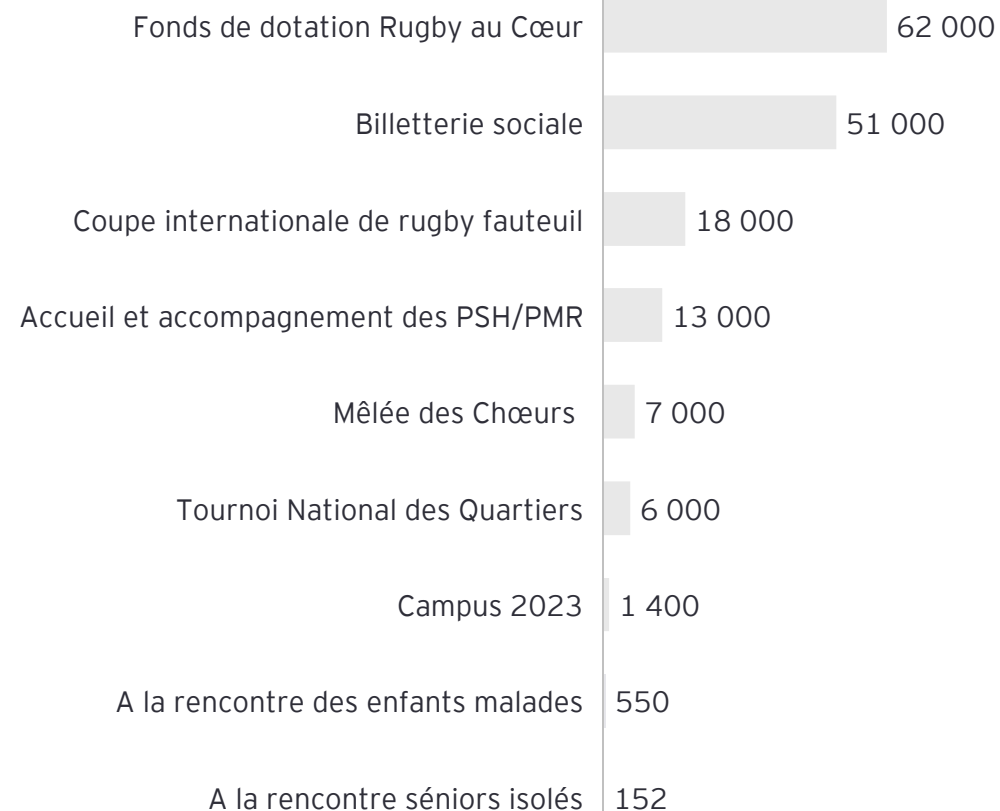 Fonds de dotation Rugby au Cœur 62 000
Billetterie sociale 51 000
Coupe internationale de rugby fauteuil 18 000
Accueil et accompagnement des PSH/PMR 13 000
Mêlée des Chœurs 7 000
Tournoi National des Quartiers 6 000
Campus 2023 1 400
A la rencontre des enfants malades 550
A la rencontre séniors isolés 152